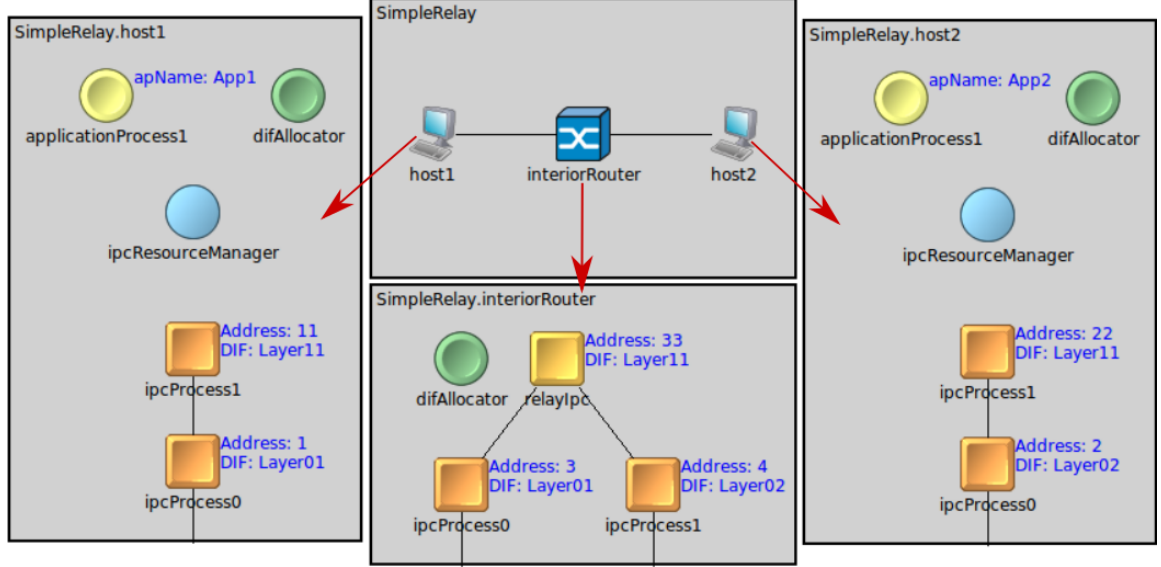 SimpleRelay.host1
apName: App1
applicationProcess1
difAllocator
ipcResourceManager
Address: 11
DIF: Layer11
ipcProcess1
Address: 1
DIF: Layer01
ipcProcess0
SimpleRelay
host1
interiorRouter
host2
SimpleRelay.interiorRouter
Address: 33
DIF: Layer11
difAllocator
relayIpc
Address: 3
DIF: Layer01
ipcProcess0
Address: 4
DIF: Layer02
ipcProcess1
SimpleRelay.host2
apName: App2
applicationProcess1
difAllocator
ipcResourceManager
Address: 22
DIF: Layer11
ipcProcess1
Address: 2
DIF: Layer02
ipcProcess0